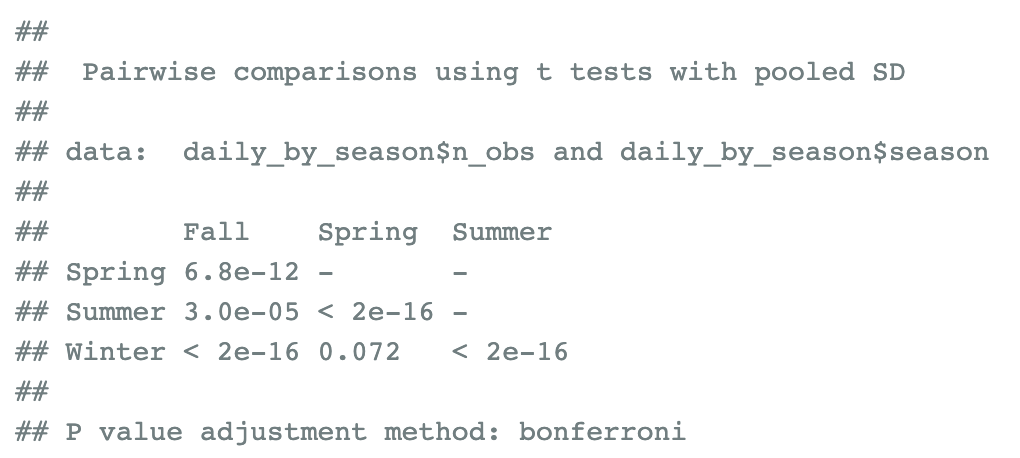 ##
##  Pairwise comparisons using t tests with pooled SD
##
## data:  daily_by_season$n_obs and daily_by_season$season
##
##        Fall    Spring  Summer
## Spring 6.8e-12 -       -
## Summer 3.0e-05 < 2e-16 -
## Winter < 2e-16 0.072   < 2e-16
##
## P value adjustment method: bonferroni